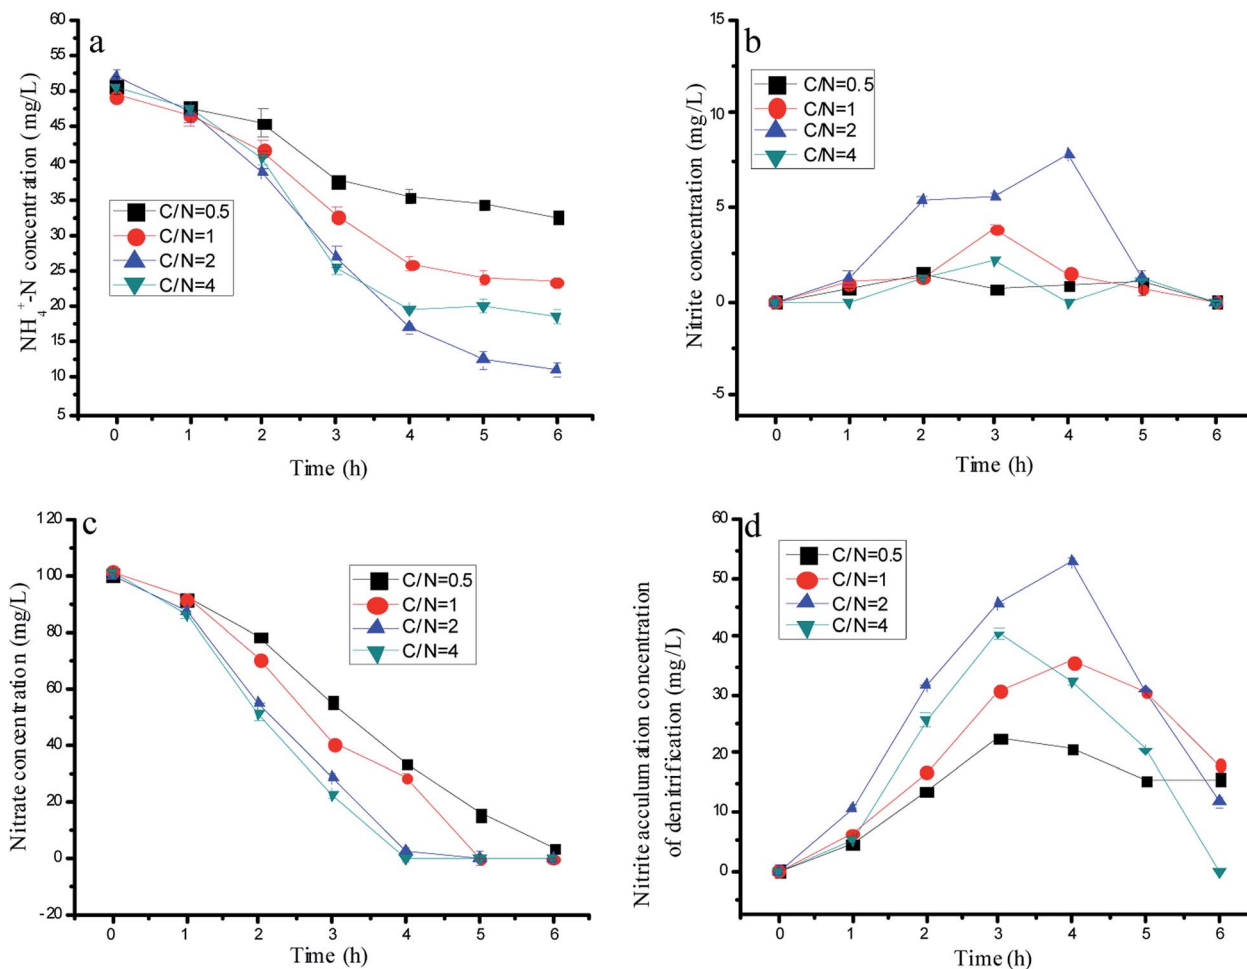 a
NH4+-N concentration (mg/L)
60
55
50
45
40
35
30
25
20
15
10
5
C/N=0.5
C/N=1
C/N=2
C/N=4
0 1 2 3 4 5 6
Time (h)
b
Nitrite concentration (mg/L)
15
10
5
0
-5
C/N=0.5
C/N=1
C/N=2
C/N=4
0 1 2 3 4 5 6
Time (h)
c
Nitrate concentration (mg/L)
120
100
80
60
40
20
0
-20
C/N=0.5
C/N=1
C/N=2
C/N=4
0 1 2 3 4 5 6
Time (h)
d
Nitrite acculumation concentration
of denitrification (mg/L)
60
50
40
30
20
10
0
C/N=0.5
C/N=1
C/N=2
C/N=4
0 1 2 3 4 5 6
Time (h)